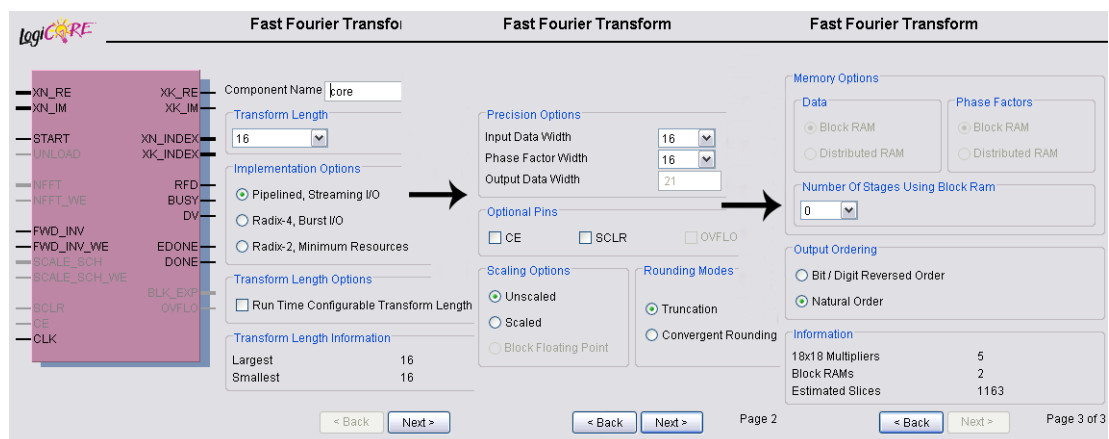 LogiCORE
XN_RE XK_RE
XN_IM XK_IM
START XN_INDEX
UNLOAD XK_INDEX
NFFT RFD
NFFT_WE BUSY
DV
FWD_INV
FWD_INV_WE EDONE
SCALE_SCH DONE
SCALE_SCH_WE
BLK_EXP
SCLR OVFLO
CE
CLK
Fast Fourier Transfor
Component Name core
Transform Length
16
Implementation Options
Pipelined, Streaming I/O
Radix-4, Burst I/O
Radix-2, Minimum Resources
Transform Length Options
Run Time Configurable Transform Length
Transform Length Information
Largest 16
Smallest 16
< Back Next >
Fast Fourier Transform
Precision Options
Input Data Width 16
Phase Factor Width 16
Output Data Width 21
Optional Pins
CE SCLR OVFLO
Scaling Options
Unscaled
Scaled
Block Floating Point
Rounding Modes
Truncation
Convergent Rounding
< Back Next > Page 2
Fast Fourier Transform
Memory Options
Data
Block RAM
Distributed RAM
Phase Factors
Block RAM
Distributed RAM
Number Of Stages Using Block Ram
0
Output Ordering
Bit / Digit Reversed Order
Natural Order
Information
18x18 Multipliers 5
Block RAMs 2
Estimated Slices 1163
< Back Next > Page 3 of 3